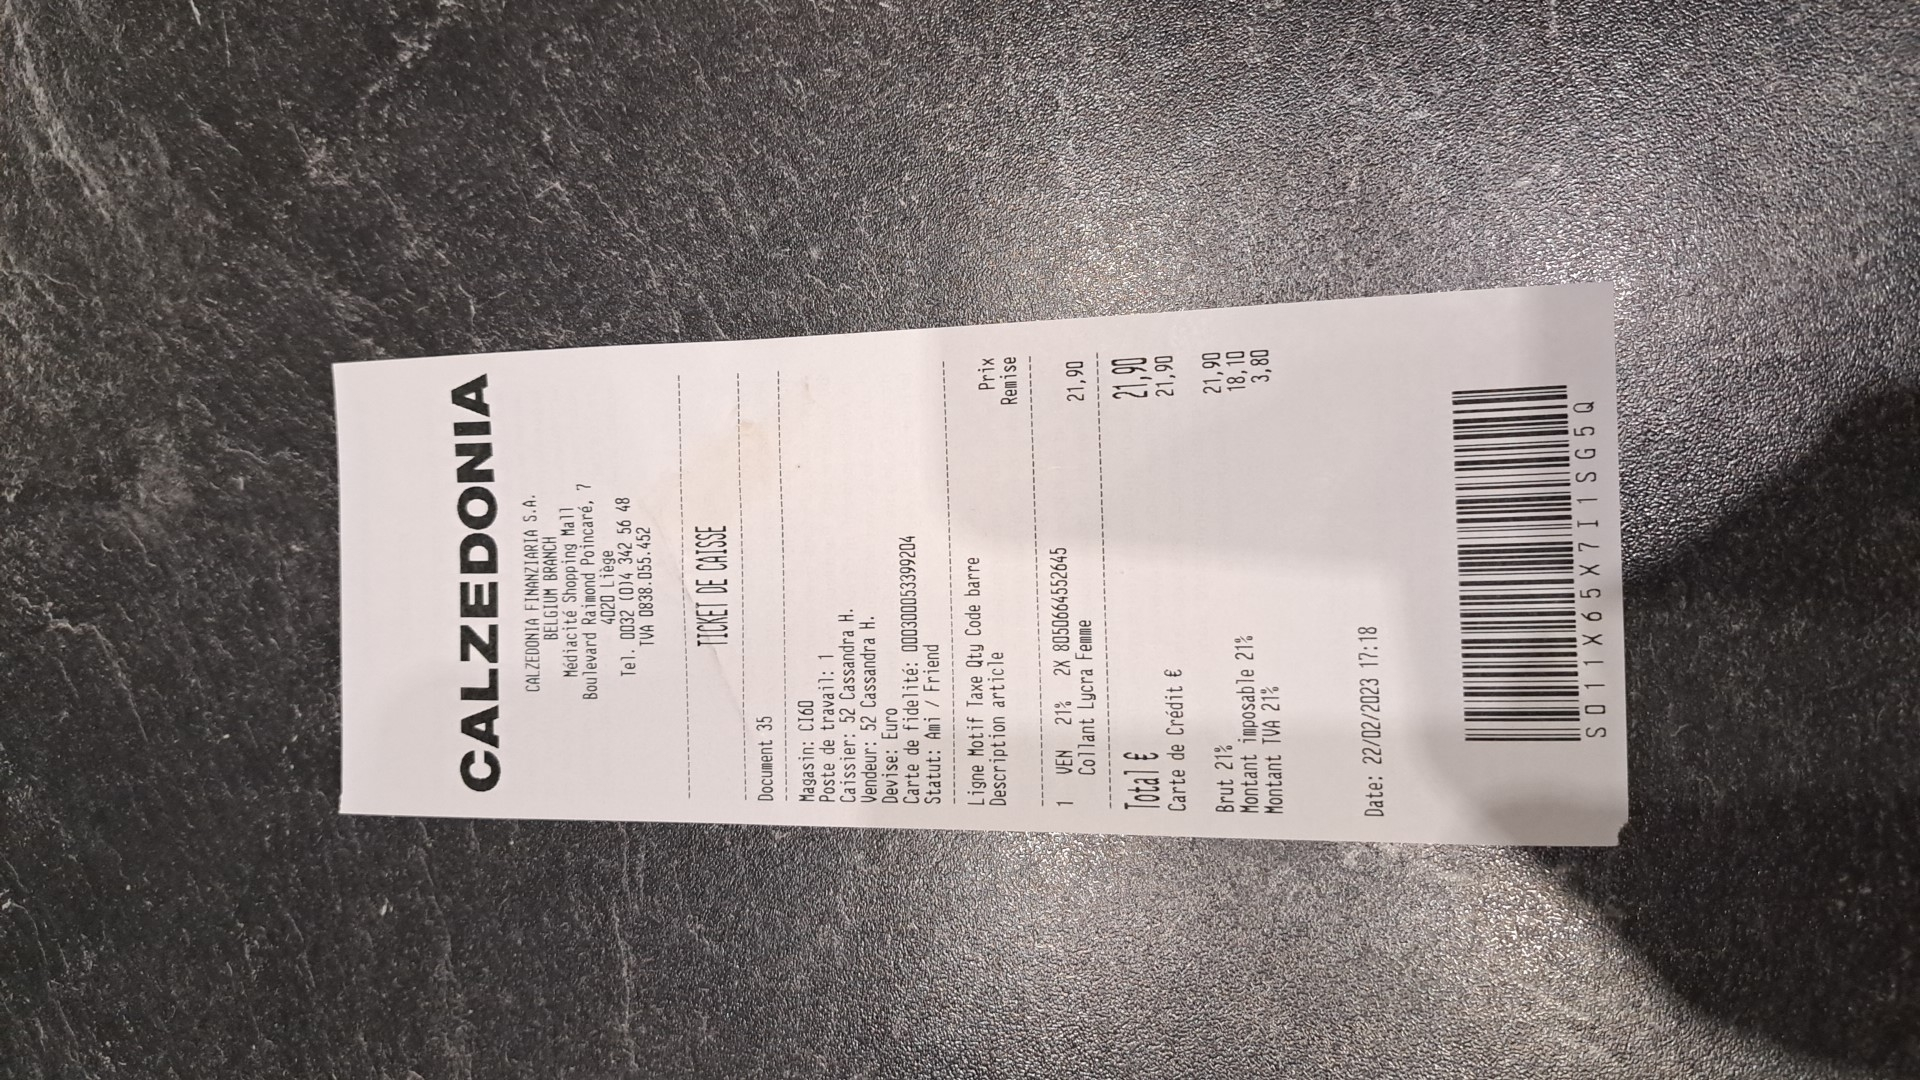 CALZEDONIA
CALZEDONIA FINANZIARIA S.A.
BELGIUM BRANCH
Médiacité Shopping Mall
Boulevard Raimond Poincaré, 7
4020 Liège
Tel. 0032 (0)4 342 56 48
TVA 0838.055.452
TICKET DE CAISSE
Document 35
Magasin: CI60
Poste de travail: 1
Caissier: 52 Cassandra H.
Vendeur: 52 Cassandra H.
Devise: Euro
Carte de fidelité: 0003000053399204
Statut: Ami / Friend
Ligne Motif Taxe Qty Code barre Prix
Description article Remise
1 VEN 21% 2X 8050664552645 21,90
Collant Lycra Femme
Total € 21,90
Carte de Crédit € 21,90
Brut 21% 21,90
Montant imposable 21% 18,10
Montant TVA 21% 3,80
Date: 22/02/2023 17:18
S011X65X7I1SG5Q